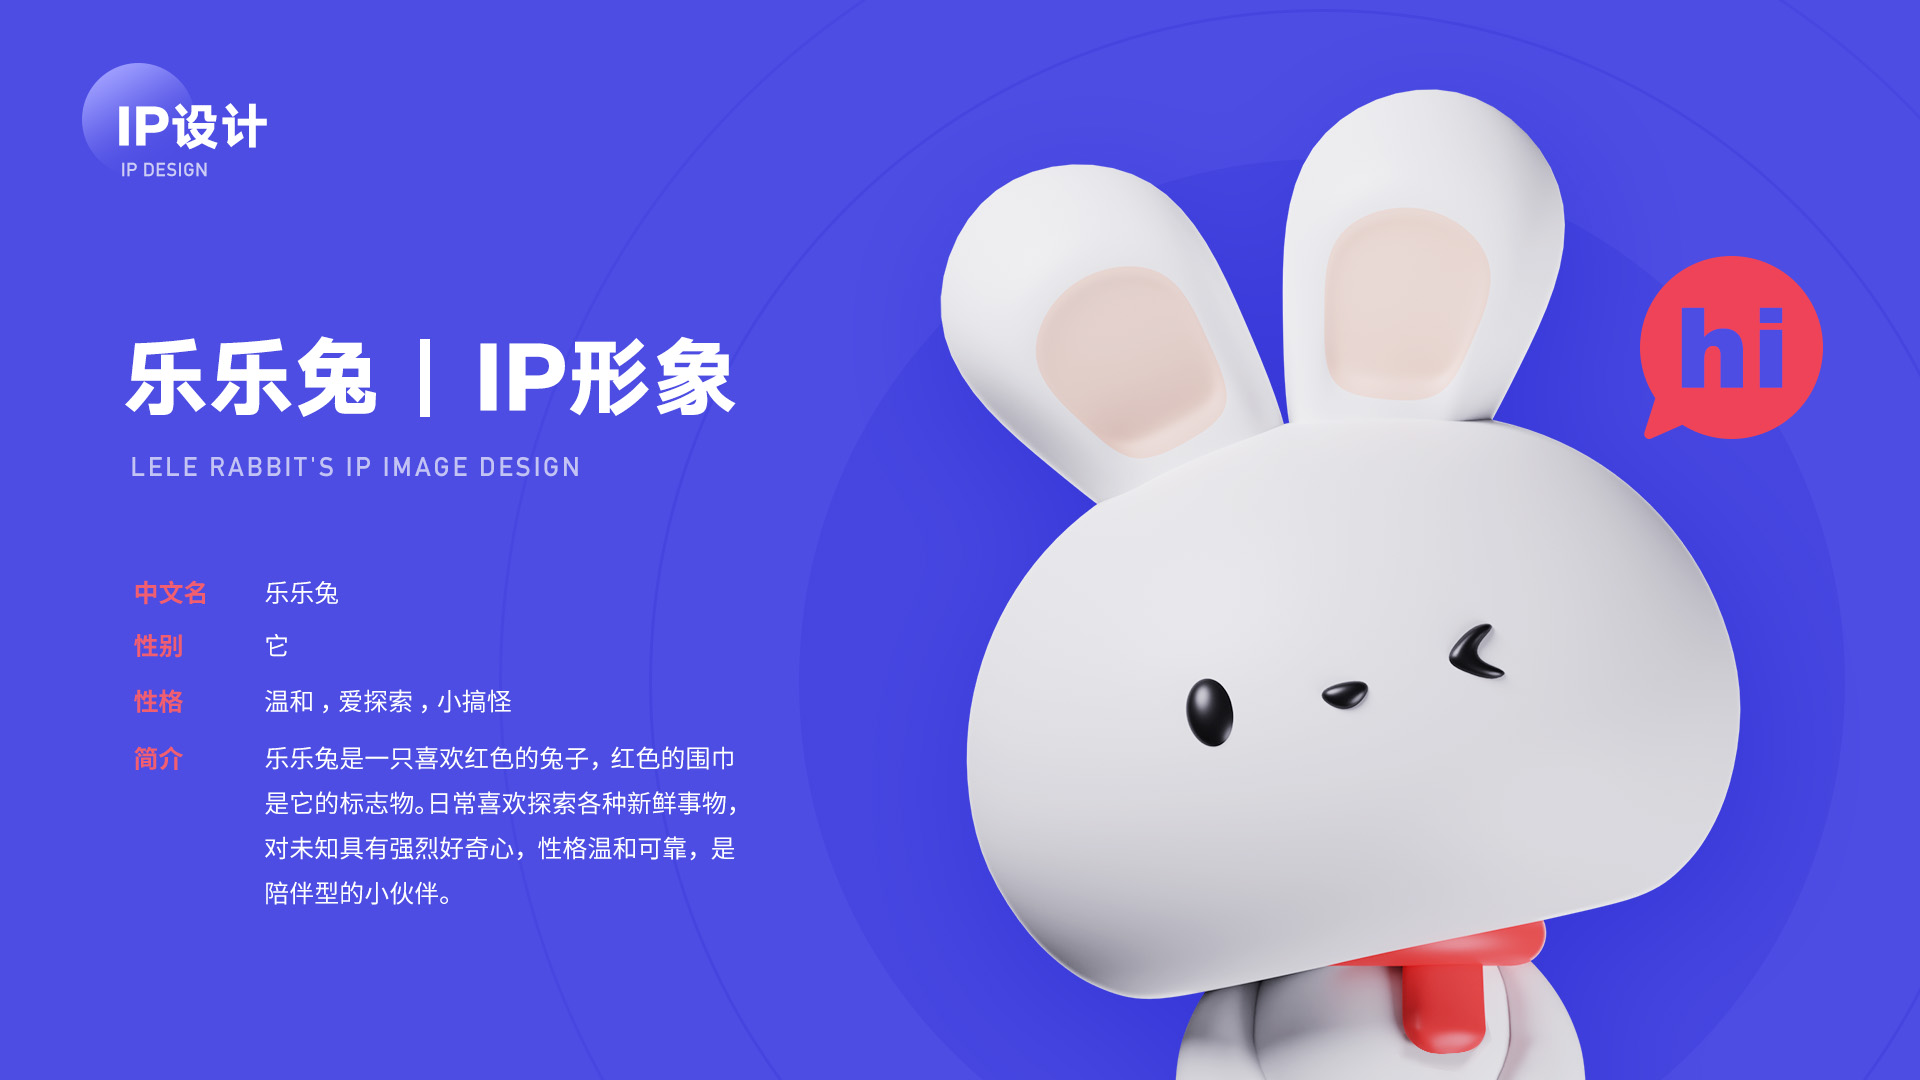 IP设计
IP DESIGN
乐乐兔 | IP形象
LELE RABBIT'S IP IMAGE DESIGN
中文名 乐乐兔
性别 它
性格 温和，爱探索，小搞怪
简介 乐乐兔是一只喜欢红色的兔子，红色的围巾
是它的标志物。日常喜欢探索各种新鲜事物，
对未知具有强烈好奇心，性格温和可靠，是
陪伴型的小伙伴。
hi